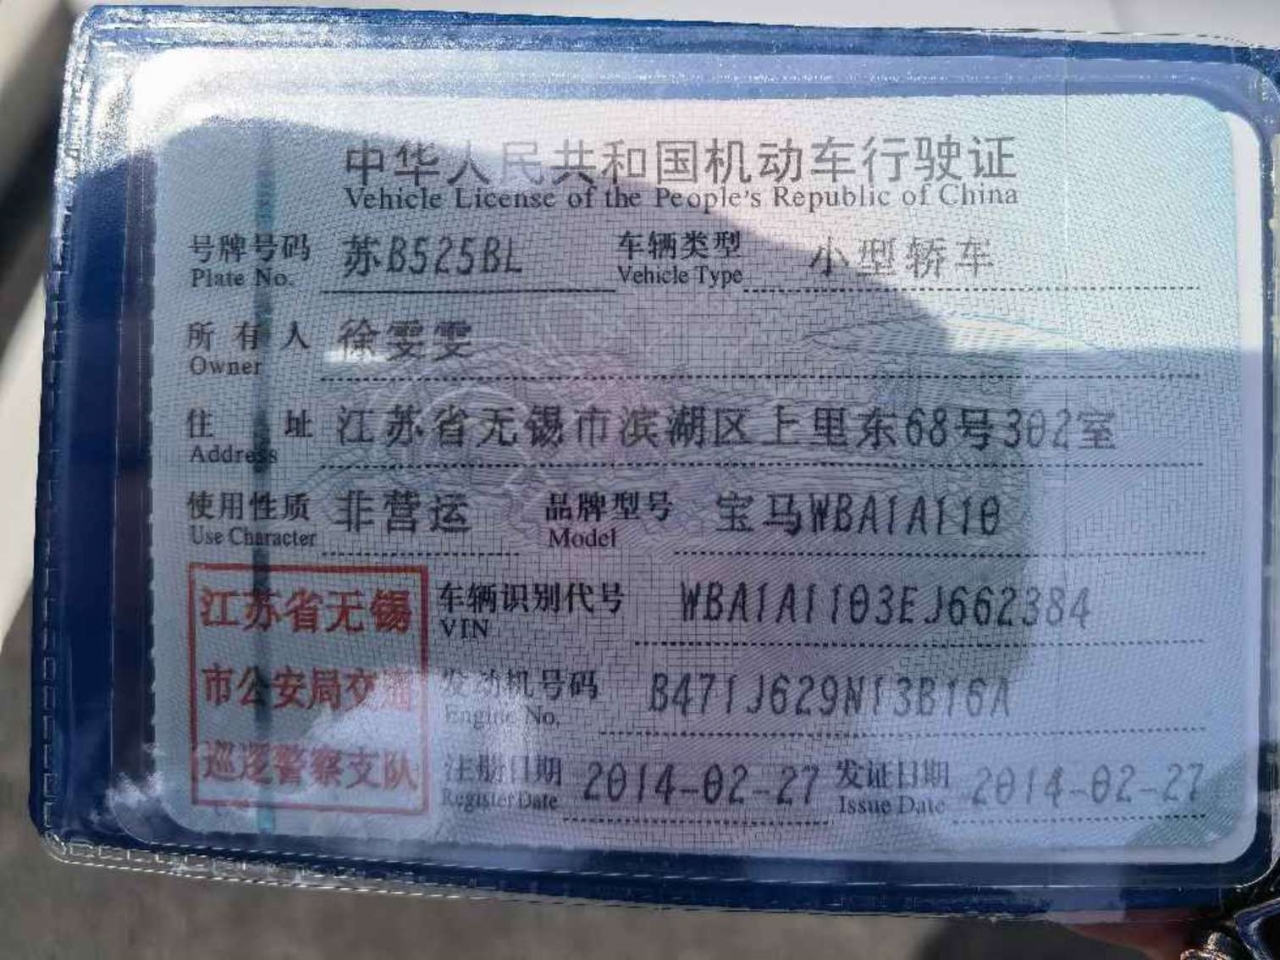 中华人民共和国机动车行驶证
Vehicle License of the People's Republic of China
号牌号码 苏B525BL 车辆类型 小型轿车
Plate No. Vehicle Type
所有人 徐雯雯
Owner
住址 江苏省无锡市滨湖区上里东68号302室
Address
使用性质 非营运 品牌型号 宝马WBA1A110
Use Character Model
江苏省无锡 车辆识别代号 WBA1A1103EJ662384
VIN
市公安局交通 发动机号码 B471J629N13B16A
Engine No.
巡逻警察支队 注册日期 2014-02-27 发证日期 2014-02-27
Register Date Issue Date